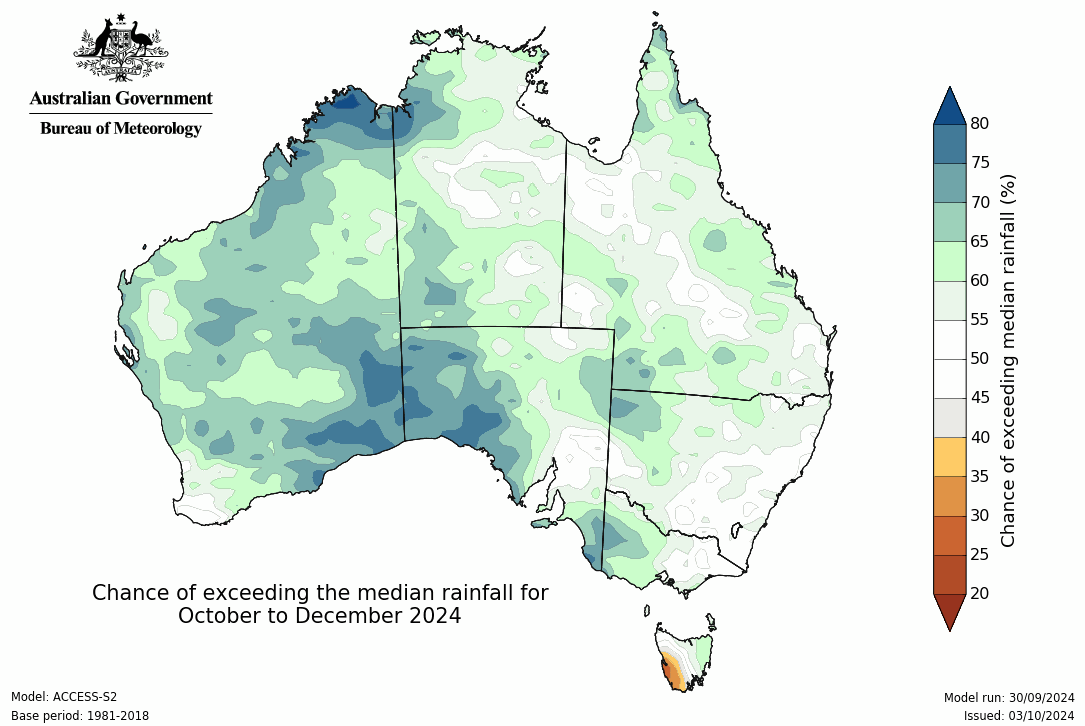 AUSTRALIA
Australian Government
Bureau of Meteorology
80
75
70
65
60
55
50
45
40
35
30
25
20
Chance of exceeding median rainfall (%)
Chance of exceeding the median rainfall for
October to December 2024
Model: ACCESS-S2
Base period: 1981-2018
Model run: 30/09/2024
Issued: 03/10/2024